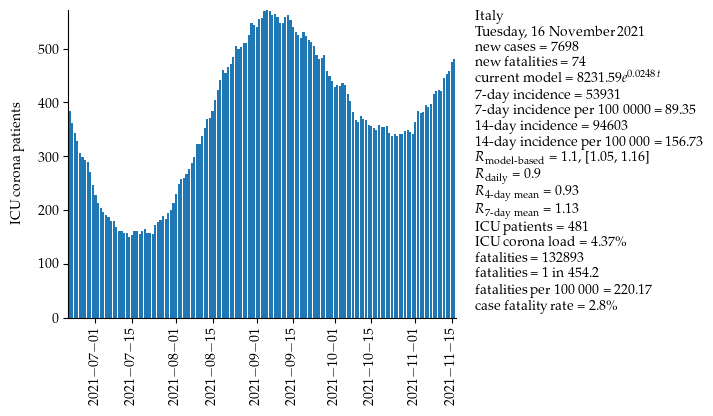 Italy
Tuesday, 16 November 2021
new cases = 7698
new fatalities = 74
current model = 8231.59e^0.0248 t
7-day incidence = 53931
7-day incidence per 100 0000 = 89.35
14-day incidence = 94603
14-day incidence per 100 000 = 156.73
R_model-based = 1.1, [1.05, 1.16]
R_daily = 0.9
R_4-day mean = 0.93
R_7-day mean = 1.13
ICU patients = 481
ICU corona load = 4.37%
fatalities = 132893
fatalities = 1 in 454.2
fatalities per 100 000 = 220.17
case fatality rate = 2.8%
ICU corona patients
500
400
300
200
100
0
2021−07−01
2021−07−15
2021−08−01
2021−08−15
2021−09−01
2021−09−15
2021−10−01
2021−10−15
2021−11−01
2021−11−15